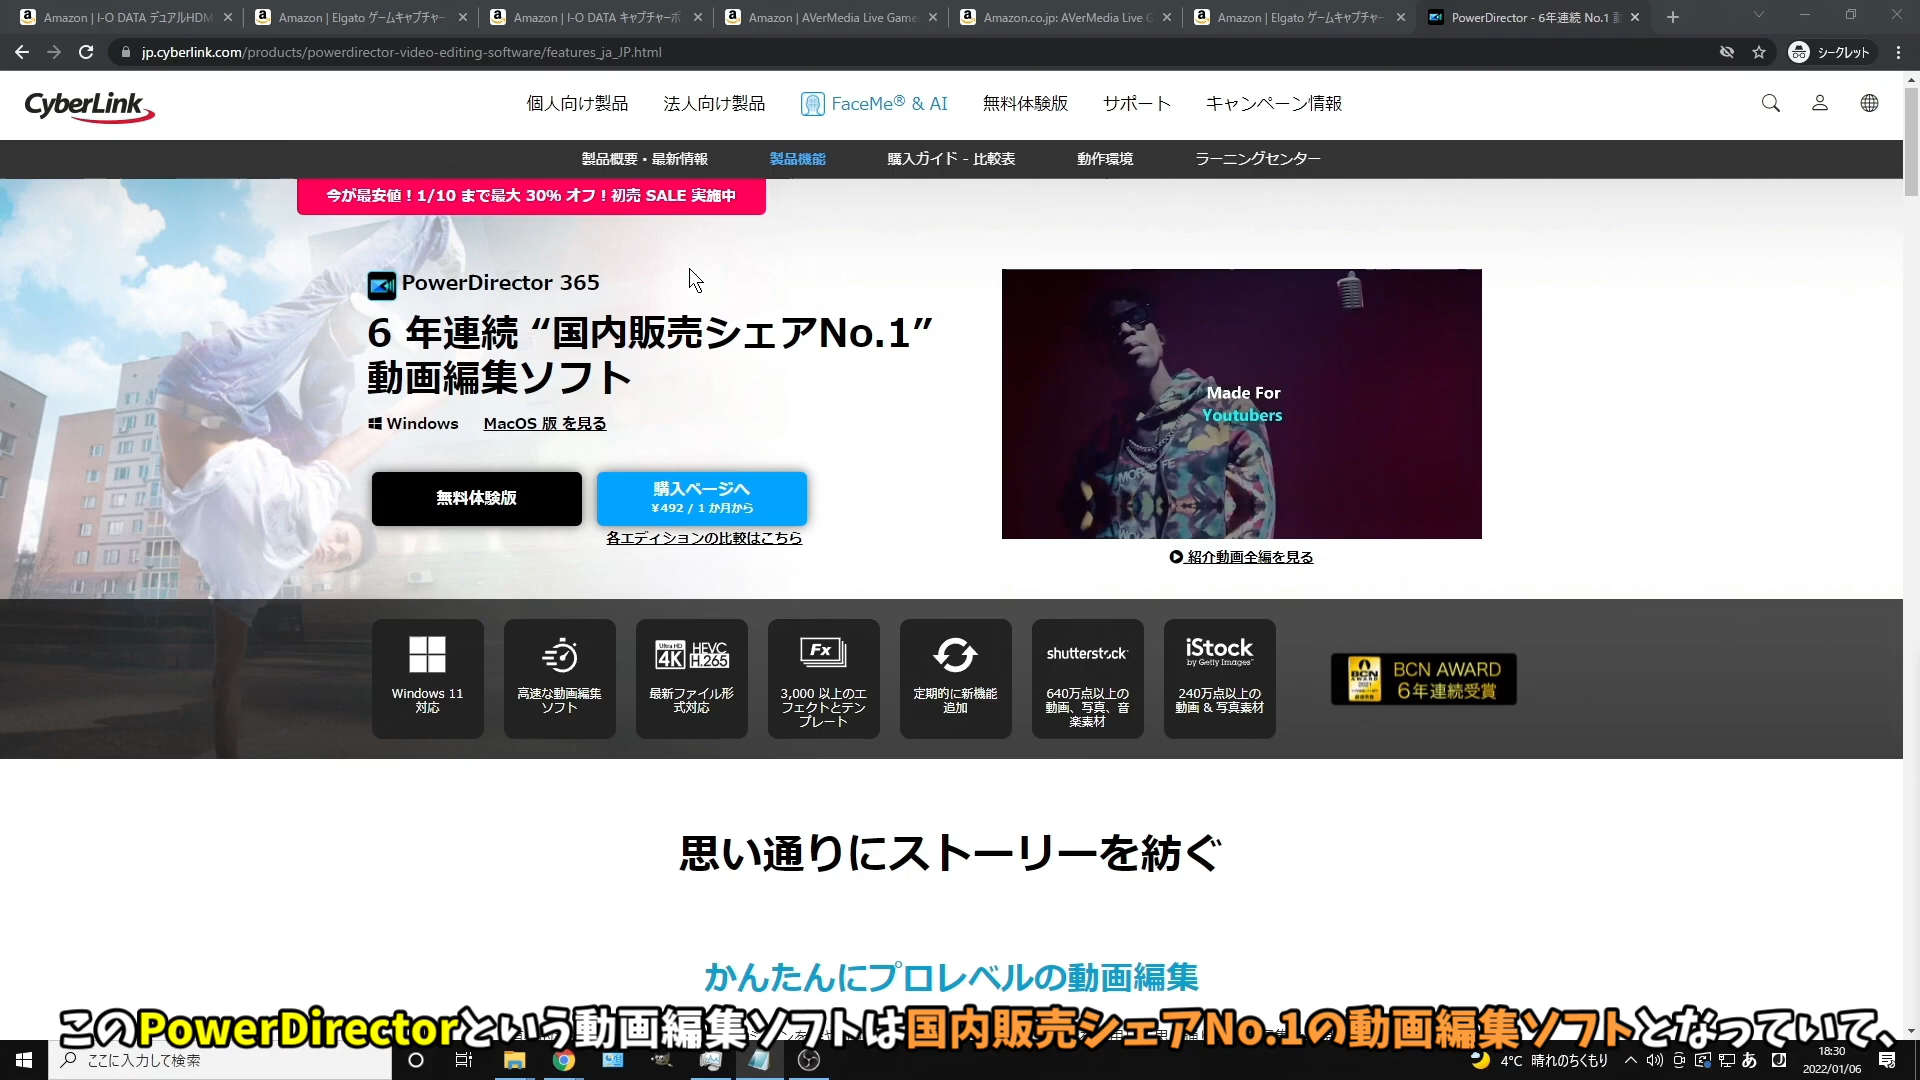 Amazon | I-O DATA デュアルHDM
Amazon | Elgato ゲームキャプチャー
Amazon | I-O DATA キャプチャーボ
Amazon | AVerMedia Live Game
Amazon.co.jp: AVerMedia Live G
Amazon | Elgato ゲームキャプチャー
PowerDirector - 6年連続 No.1 動
jp.cyberlink.com/products/powerdirector-video-editing-software/features_ja_JP.html
シークレット
CyberLink
個人向け製品
法人向け製品
FaceMe® & AI
無料体験版
サポート
キャンペーン情報
製品概要・最新情報
製品機能
購入ガイド - 比較表
動作環境
ラーニングセンター
今が最安値！1/10 まで最大 30% オフ！初売 SALE 実施中
PowerDirector 365
6 年連続 “国内販売シェアNo.1”
動画編集ソフト
Windows
MacOS 版 を見る
無料体験版
購入ページへ
¥492 / 1 か月から
各エディションの比較はこちら
Made For
Youtubers
紹介動画全編を見る
Windows 11
対応
高速な動画編集
ソフト
Ultra HD
4K
HEVC
H.265
最新ファイル形
式対応
Fx
3,000 以上のエ
フェクトとテン
プレート
定期的に新機能
追加
shutterstock
640万点以上の
動画、写真、音
楽素材
iStock
by Getty Images
240万点以上の
動画 & 写真素材
BCN
AWARD
2021
BCN AWARD
6年連続受賞
思い通りにストーリーを紡ぐ
かんたんにプロレベルの動画編集
このPowerDirectorという動画編集ソフトは国内販売シェアNo.1の動画編集ソフトとなっていて、
ここに入力して検索
4°C 晴れのちくもり
あ
18:30
2022/01/06